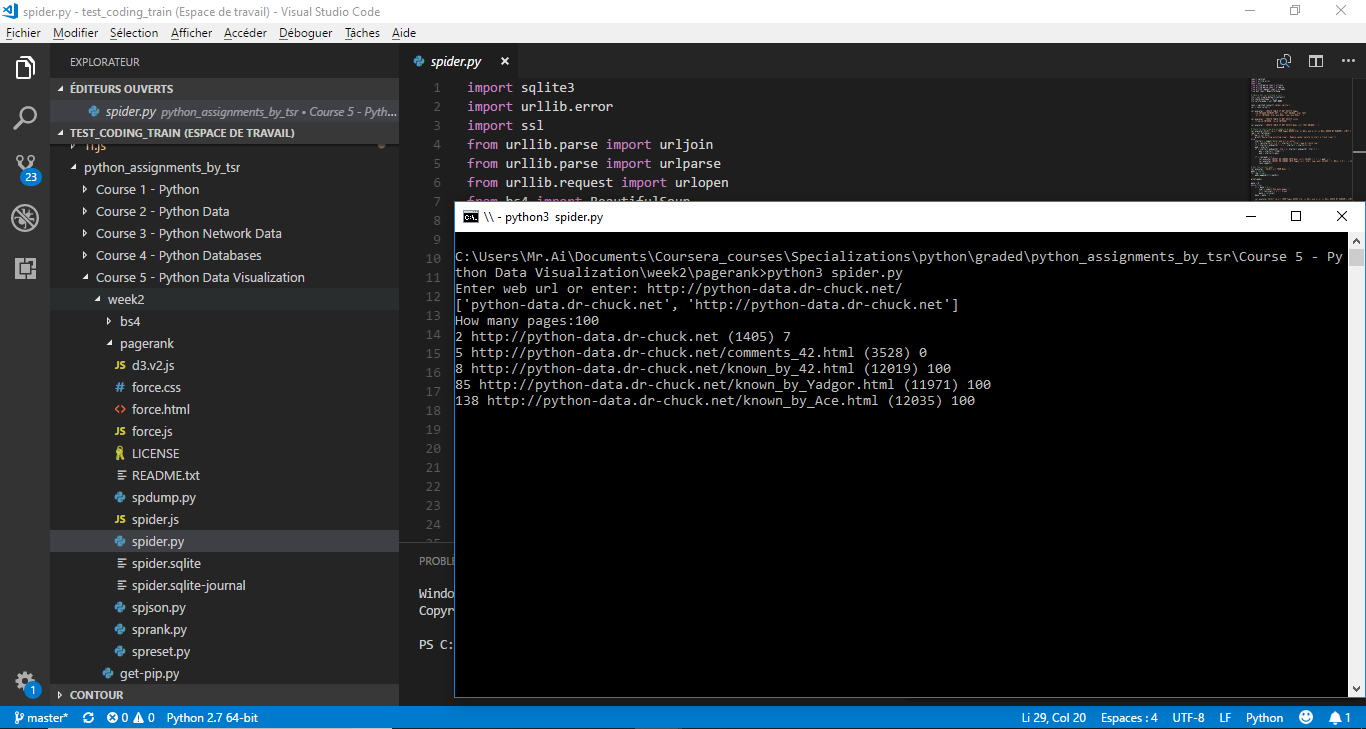 spider.py - test_coding_train (Espace de travail) - Visual Studio Code
Fichier Modifier Sélection Afficher Accéder Déboguer Tâches Aide
EXPLORATEUR
ÉDITEURS OUVERTS
spider.py python_assignments_by_tsr • Course 5 - Pyth...
TEST_CODING_TRAIN (ESPACE DE TRAVAIL)
python_assignments_by_tsr
Course 1 - Python
Course 2 - Python Data
Course 3 - Python Network Data
Course 4 - Python Databases
Course 5 - Python Data Visualization
week2
bs4
pagerank
JS d3.v2.js
# force.css
<> force.html
JS force.js
LICENSE
README.txt
spdump.py
JS spider.js
spider.py
spider.sqlite
spider.sqlite-journal
spjson.py
sprank.py
spreset.py
get-pip.py
CONTOUR
23
1
spider.py ×
1 import sqlite3
2 import urllib.error
3 import ssl
4 from urllib.parse import urljoin
5 from urllib.parse import urlparse
6 from urllib.request import urlopen
7 from bs4 import BeautifulSoup
8
9
10
11
12
13
14
15
16
17
18
19
20
21
22
23
24
25
PROBLE
Windo
Copyr
PS C:
C:\. \\ - python3 spider.py
C:\Users\Mr.Ai\Documents\Coursera_courses\Specializations\python\graded\python_assignments_by_tsr\Course 5 - Py
thon Data Visualization\week2\pagerank>python3 spider.py
Enter web url or enter: http://python-data.dr-chuck.net/
['python-data.dr-chuck.net', 'http://python-data.dr-chuck.net']
How many pages:100
2 http://python-data.dr-chuck.net (1405) 7
5 http://python-data.dr-chuck.net/comments_42.html (3528) 0
8 http://python-data.dr-chuck.net/known_by_42.html (12019) 100
85 http://python-data.dr-chuck.net/known_by_Yadgor.html (11971) 100
138 http://python-data.dr-chuck.net/known_by_Ace.html (12035) 100
master* 0 0 Python 2.7 64-bit Li 29, Col 20 Espaces : 4 UTF-8 LF Python 1